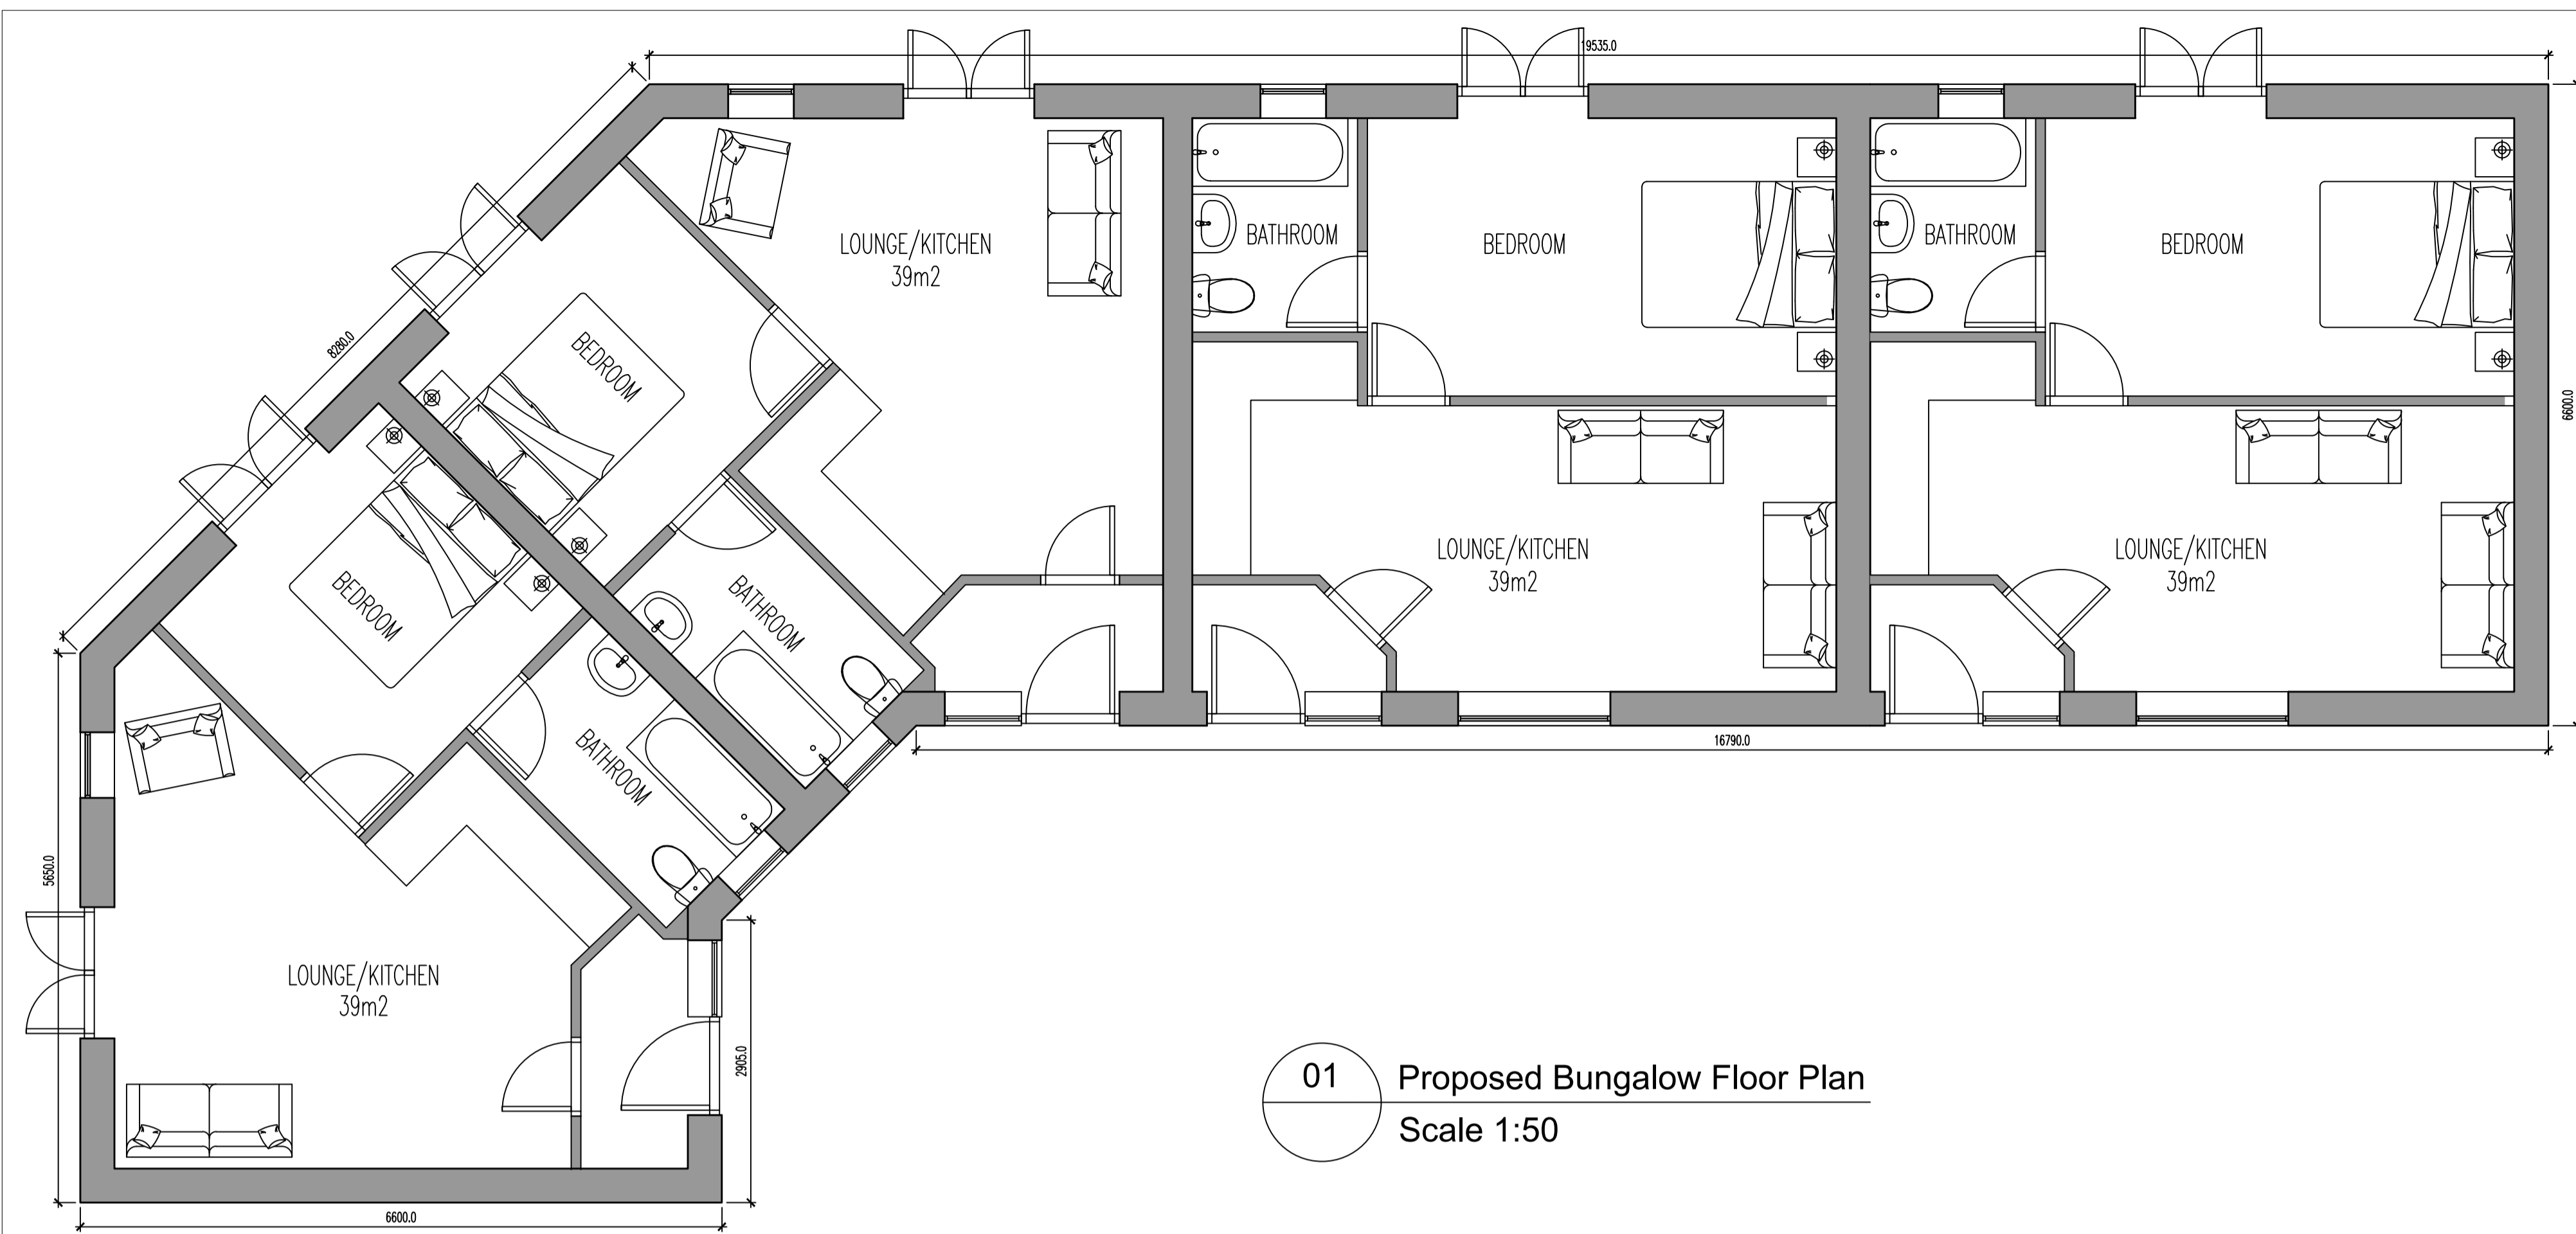 19535.0
LOUNGE/KITCHEN
39m2
BATHROOM
BEDROOM
BATHROOM
BEDROOM
8280.0
BEDROOM
6600.0
LOUNGE/KITCHEN
39m2
LOUNGE/KITCHEN
39m2
BEDROOM
BATHROOM
BATHROOM
16790.0
5650.0
LOUNGE/KITCHEN
39m2
2905.0
01
Proposed Bungalow Floor Plan
Scale 1:50
6600.0